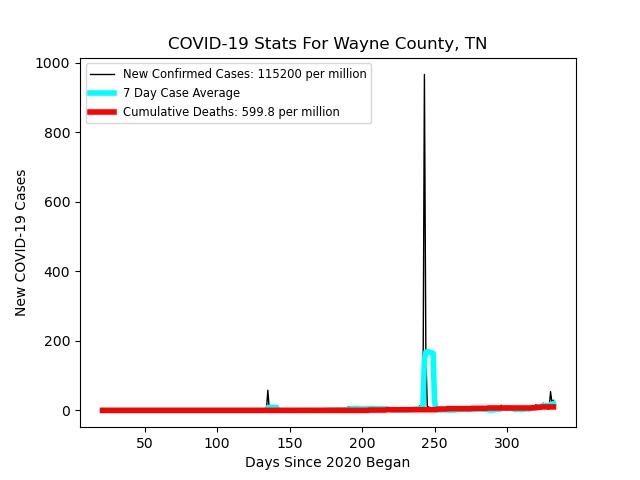 COVID-19 Stats For Wayne County, TN
New Confirmed Cases: 115200 per million
7 Day Case Average
Cumulative Deaths: 599.8 per million
New COVID-19 Cases
1000
800
600
400
200
0
50 100 150 200 250 300
Days Since 2020 Began